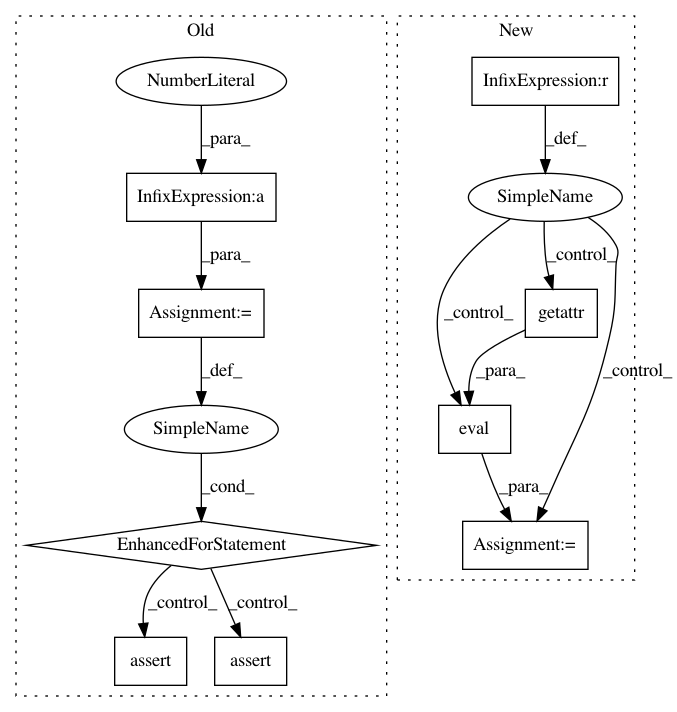 Old
NumberLiteral
_para_
InfixExpression:a
_para_
Assignment:=
_def_
SimpleName
_cond_
EnhancedForStatement
_control_
_control_
assert
assert
New
InfixExpression:r
_def_
SimpleName
_control_
getattr
_control_
_para_
_control_
eval
_para_
Assignment:=